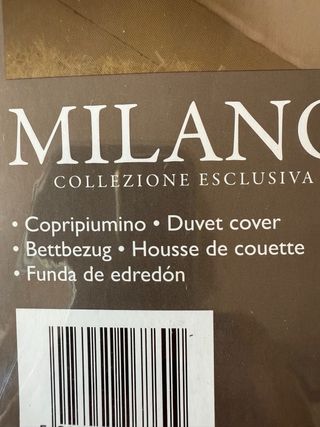 MILANO
COLLEZIONE ESCLUSIVA
• Copripiumino • Duvet cover
• Bettbezug • Housse de couette
• Funda de edredón